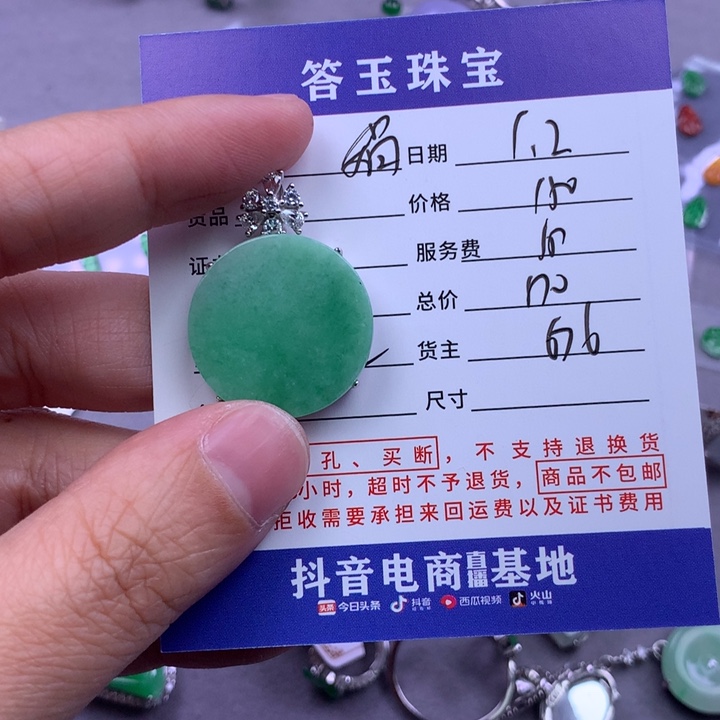 答玉珠宝
日期 1.2
货品 价格
证 服务费
总价
货主 676
尺寸
孔、买断，不支持退换货
小时，超时不予退货，商品不包邮
拒收需要承担来回运费以及证书费用
抖音电商直播基地
头条 今日头条 抖音 西瓜视频 火山